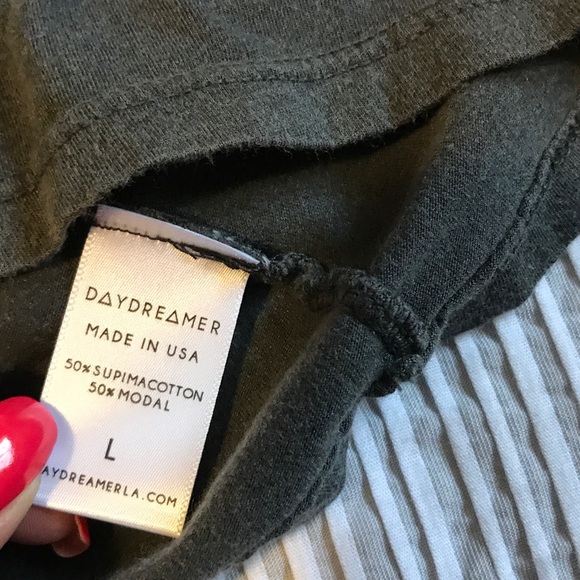 DAYDREAMER
MADE IN USA
50% SUPIMACOTTON
50% MODAL
L
AYDREAMERLA.COM